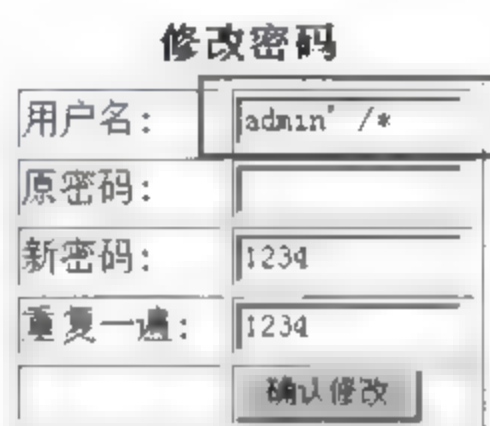 修改密码
用户名： admin' /*
原密码：
新密码： 1234
重复一遍： 1234
确认修改